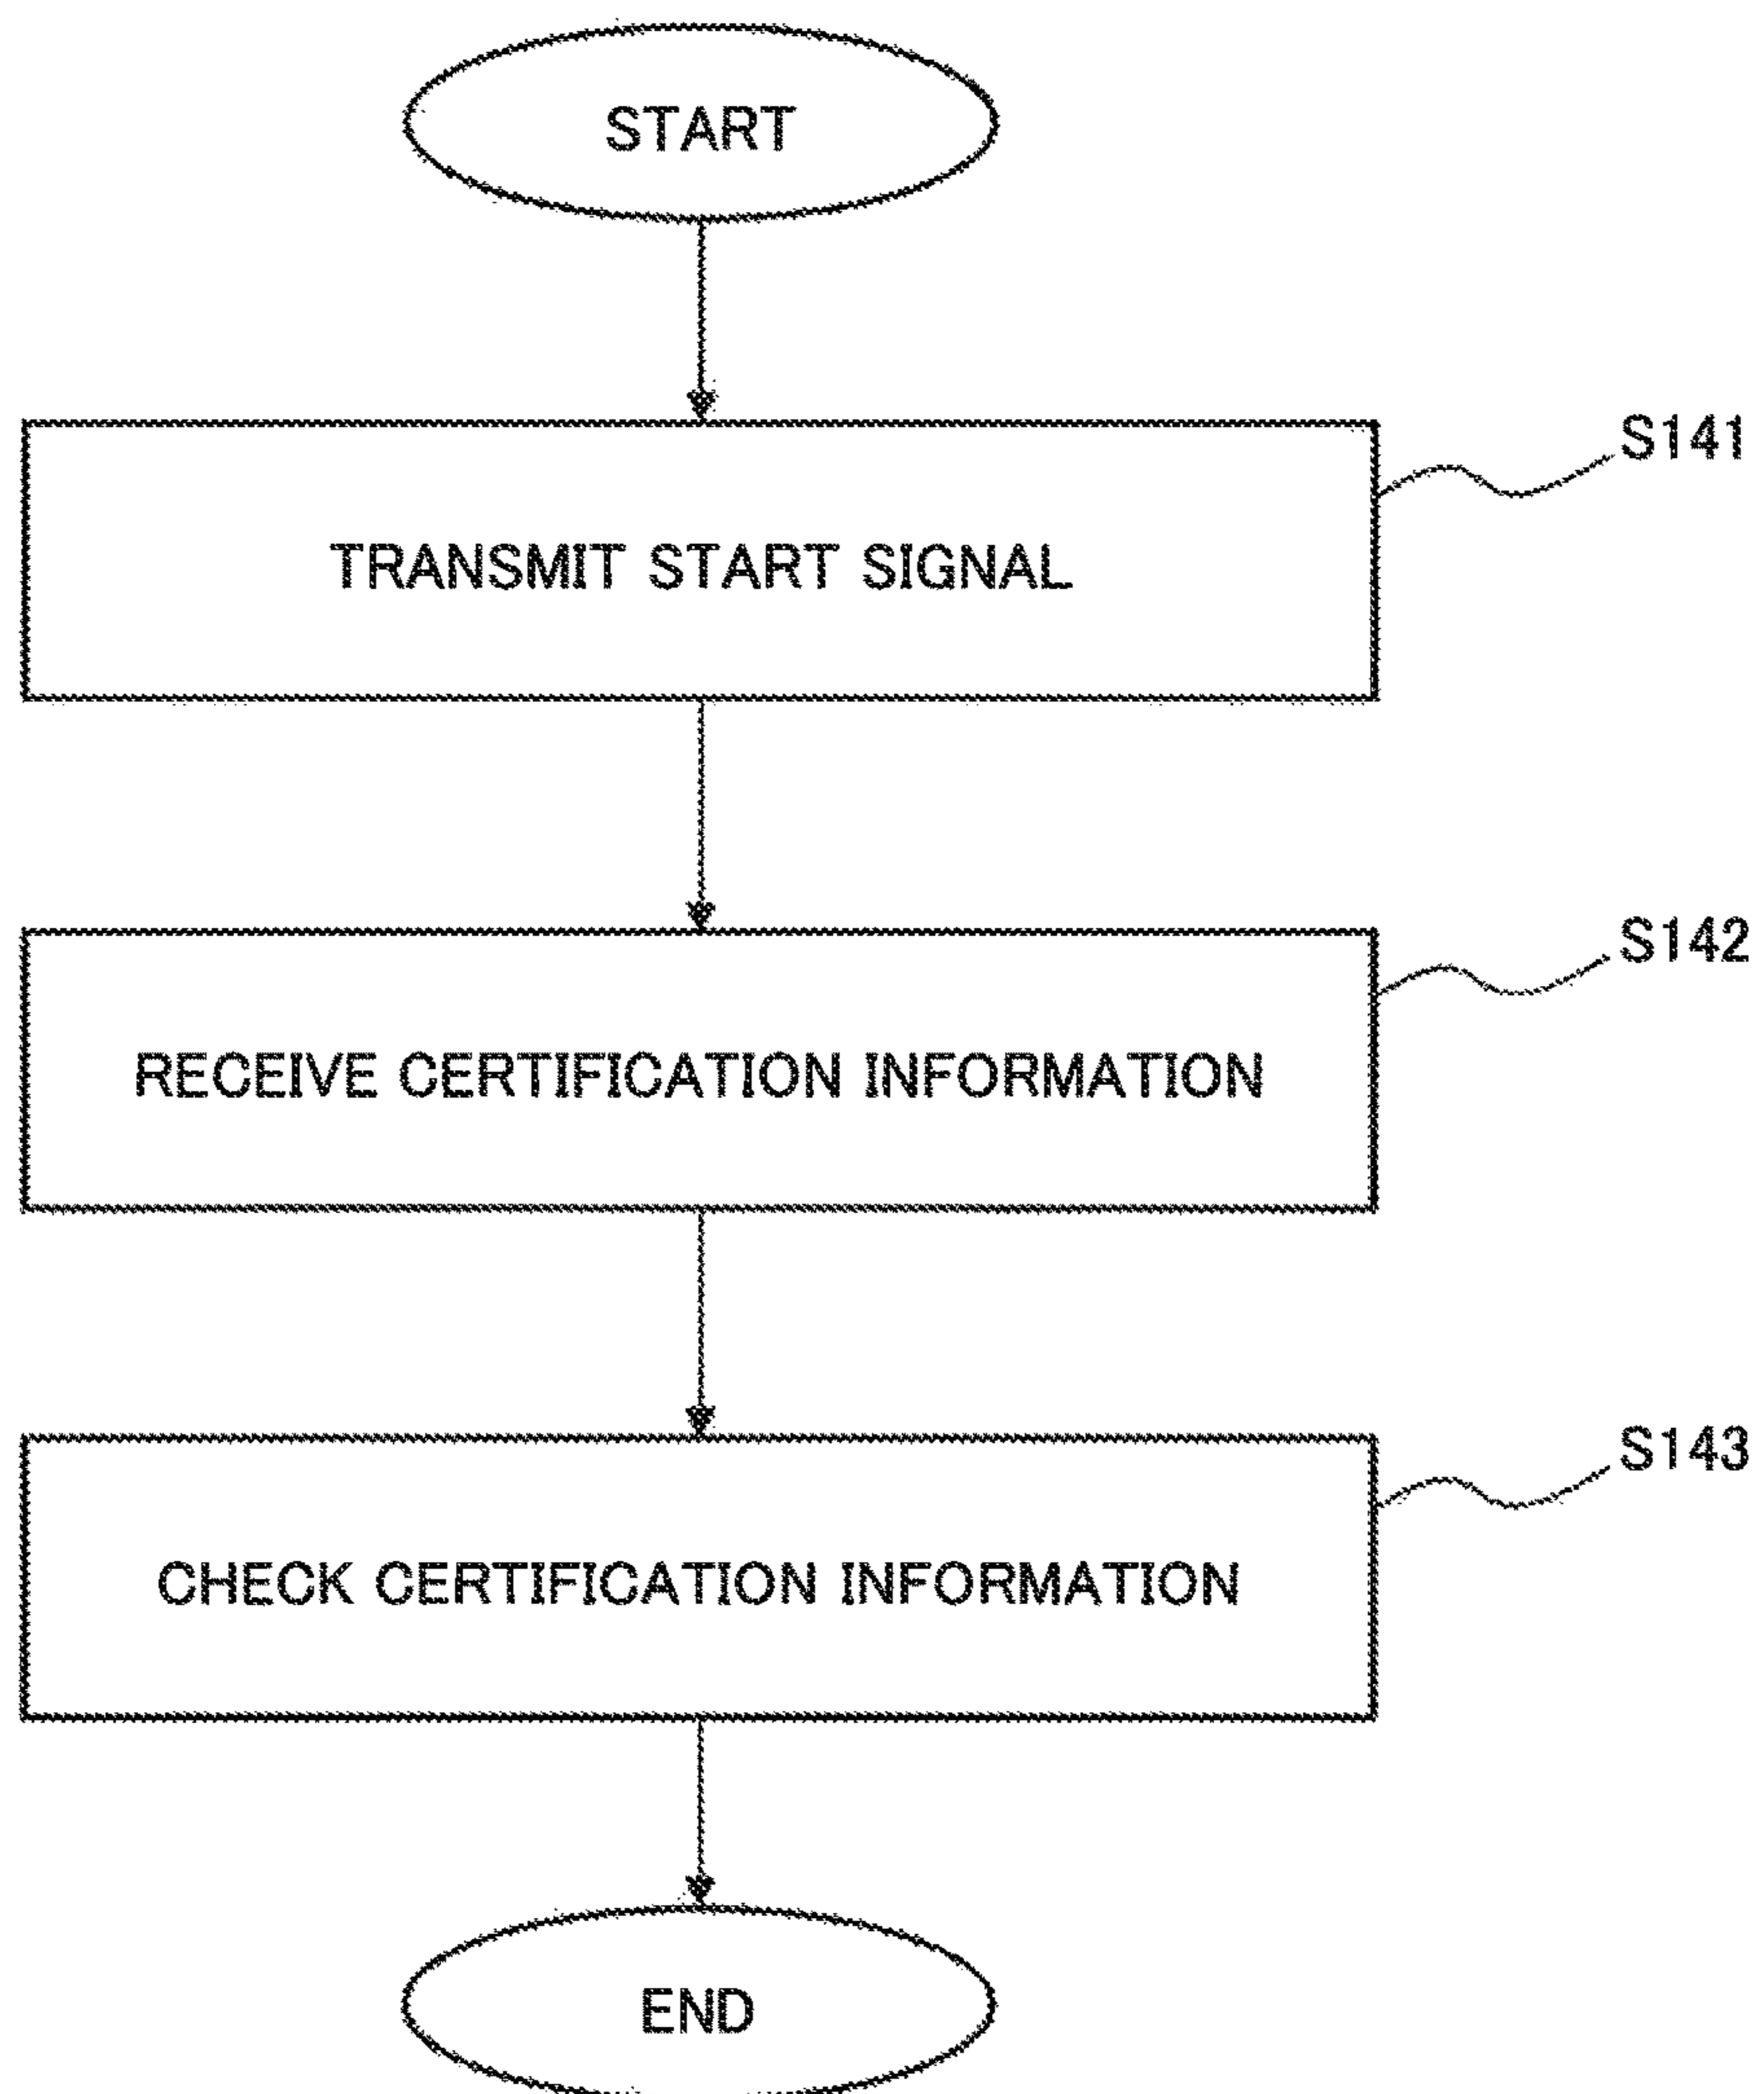 START
S141
TRANSMIT START SIGNAL
S142
RECEIVE CERTIFICATION INFORMATION
S143
CHECK CERTIFICATION INFORMATION
END